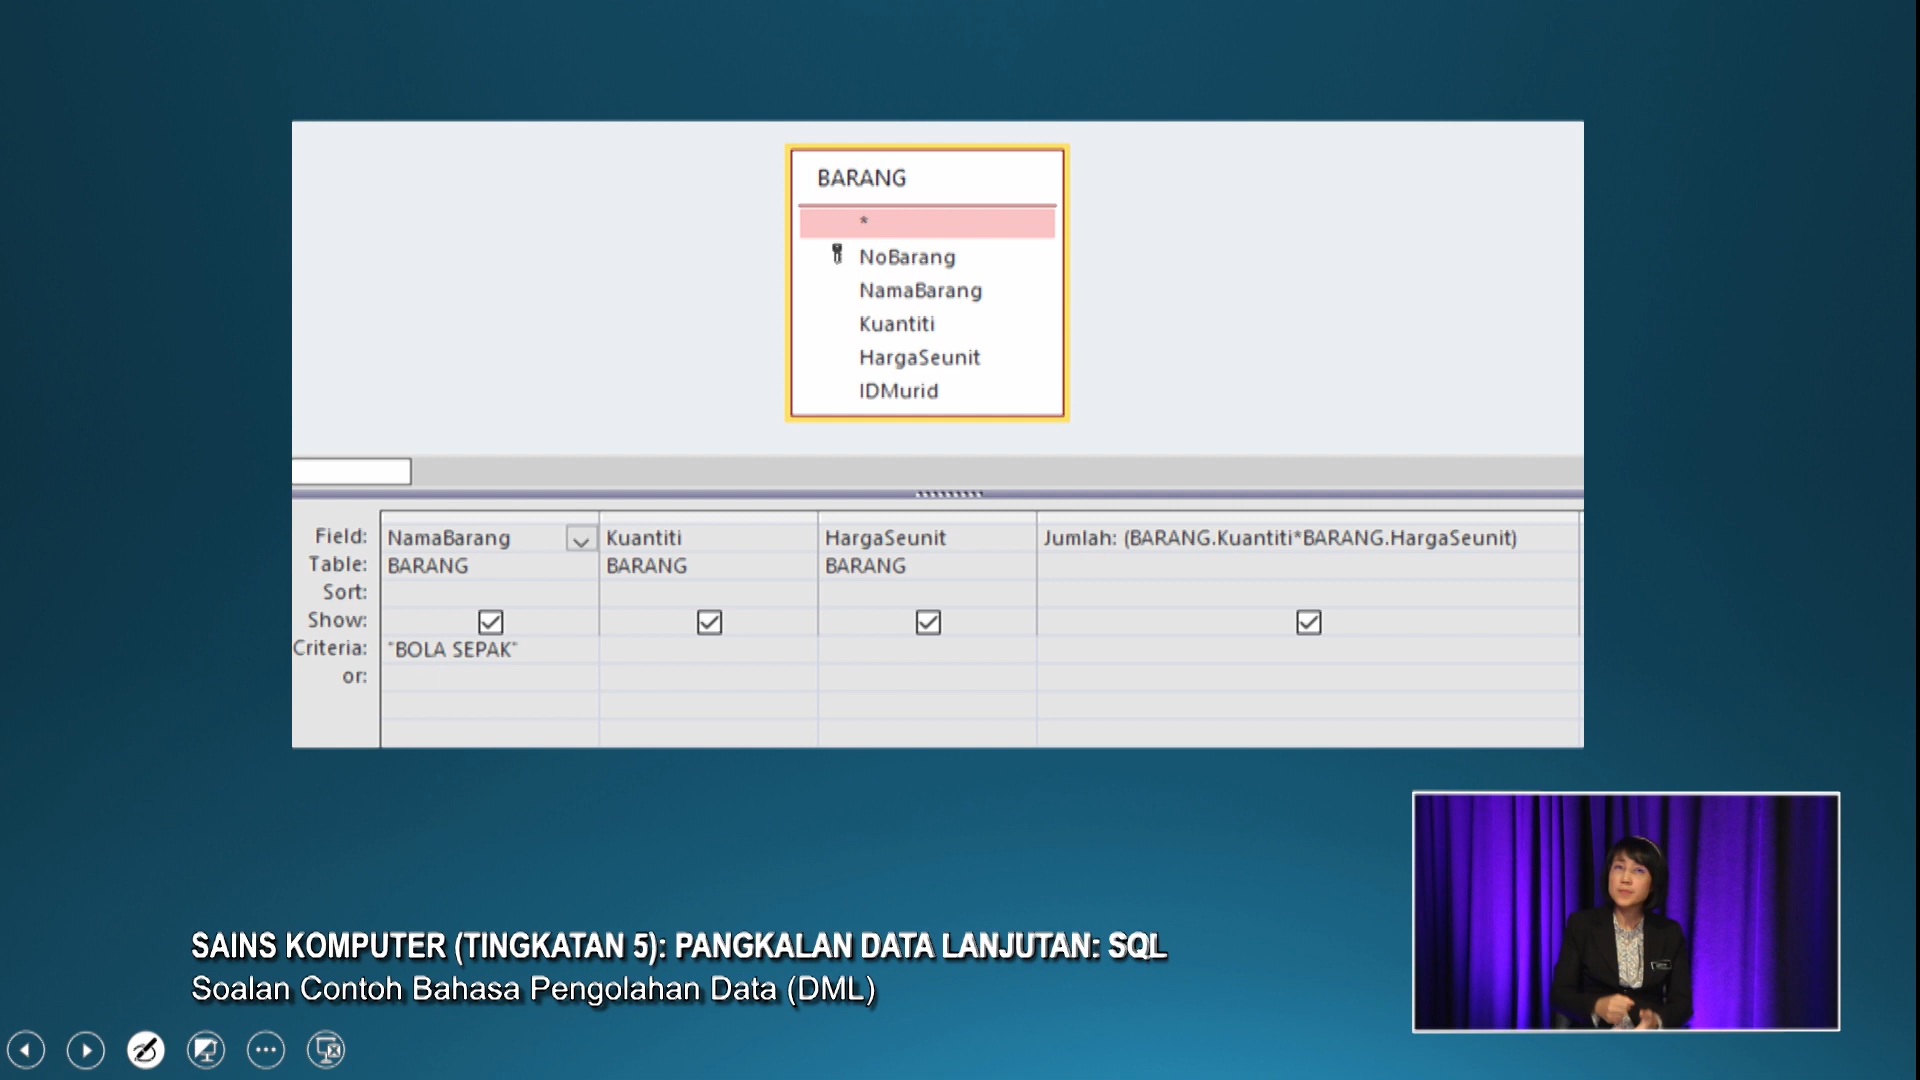 BARANG
*
NoBarang
NamaBarang
Kuantiti
HargaSeunit
IDMurid
Field: NamaBarang Kuantiti HargaSeunit Jumlah: (BARANG.Kuantiti*BARANG.HargaSeunit)
Table: BARANG BARANG BARANG
Sort:
Show:
Criteria: "BOLA SEPAK"
or:
SAINS KOMPUTER (TINGKATAN 5): PANGKALAN DATA LANJUTAN: SQL
Soalan Contoh Bahasa Pengolahan Data (DML)